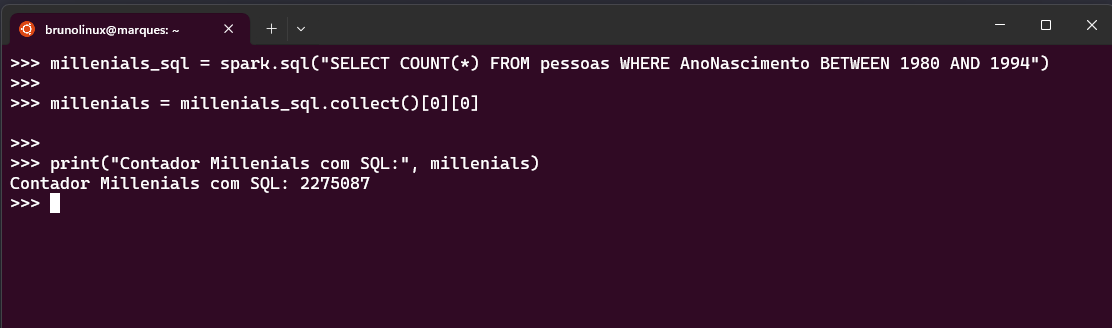 brunolinux@marques: ~
>>> millenials_sql = spark.sql("SELECT COUNT(*) FROM pessoas WHERE AnoNascimento BETWEEN 1980 AND 1994")
>>>
>>> millenials = millenials_sql.collect()[0][0]
>>>
>>> print("Contador Millenials com SQL:", millenials)
Contador Millenials com SQL: 2275087
>>>